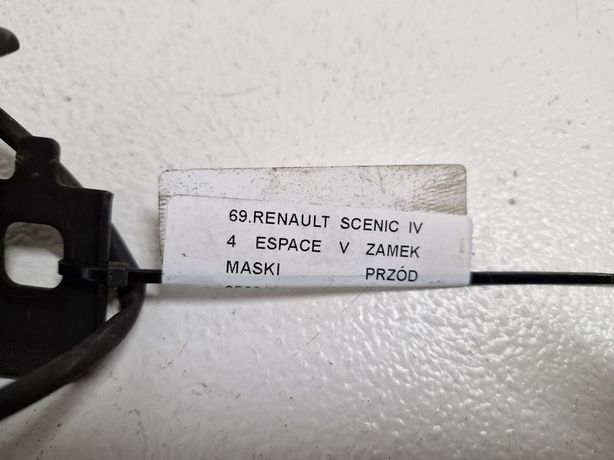 69.RENAULT SCENIC IV
4 ESPACE V ZAMEK
MASKI PRZÓD